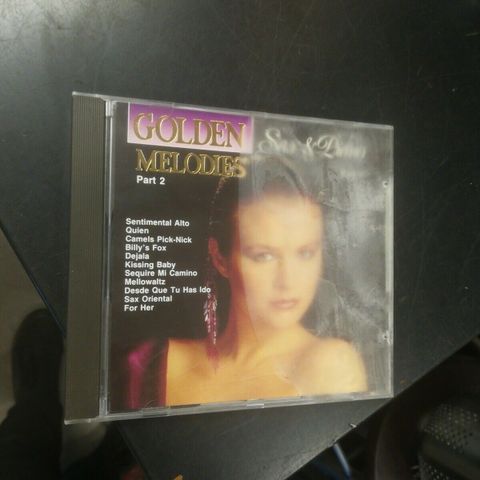 GOLDEN
MELODIES
Part 2
Sax &
Sentimental Alto
Quien
Camels Pick-Nick
Billy's Fox
Dejala
Kissing Baby
Sequire Mi Camino
Mellowaltz
Desde Que Tu Has Ido
Sax Oriental
For Her